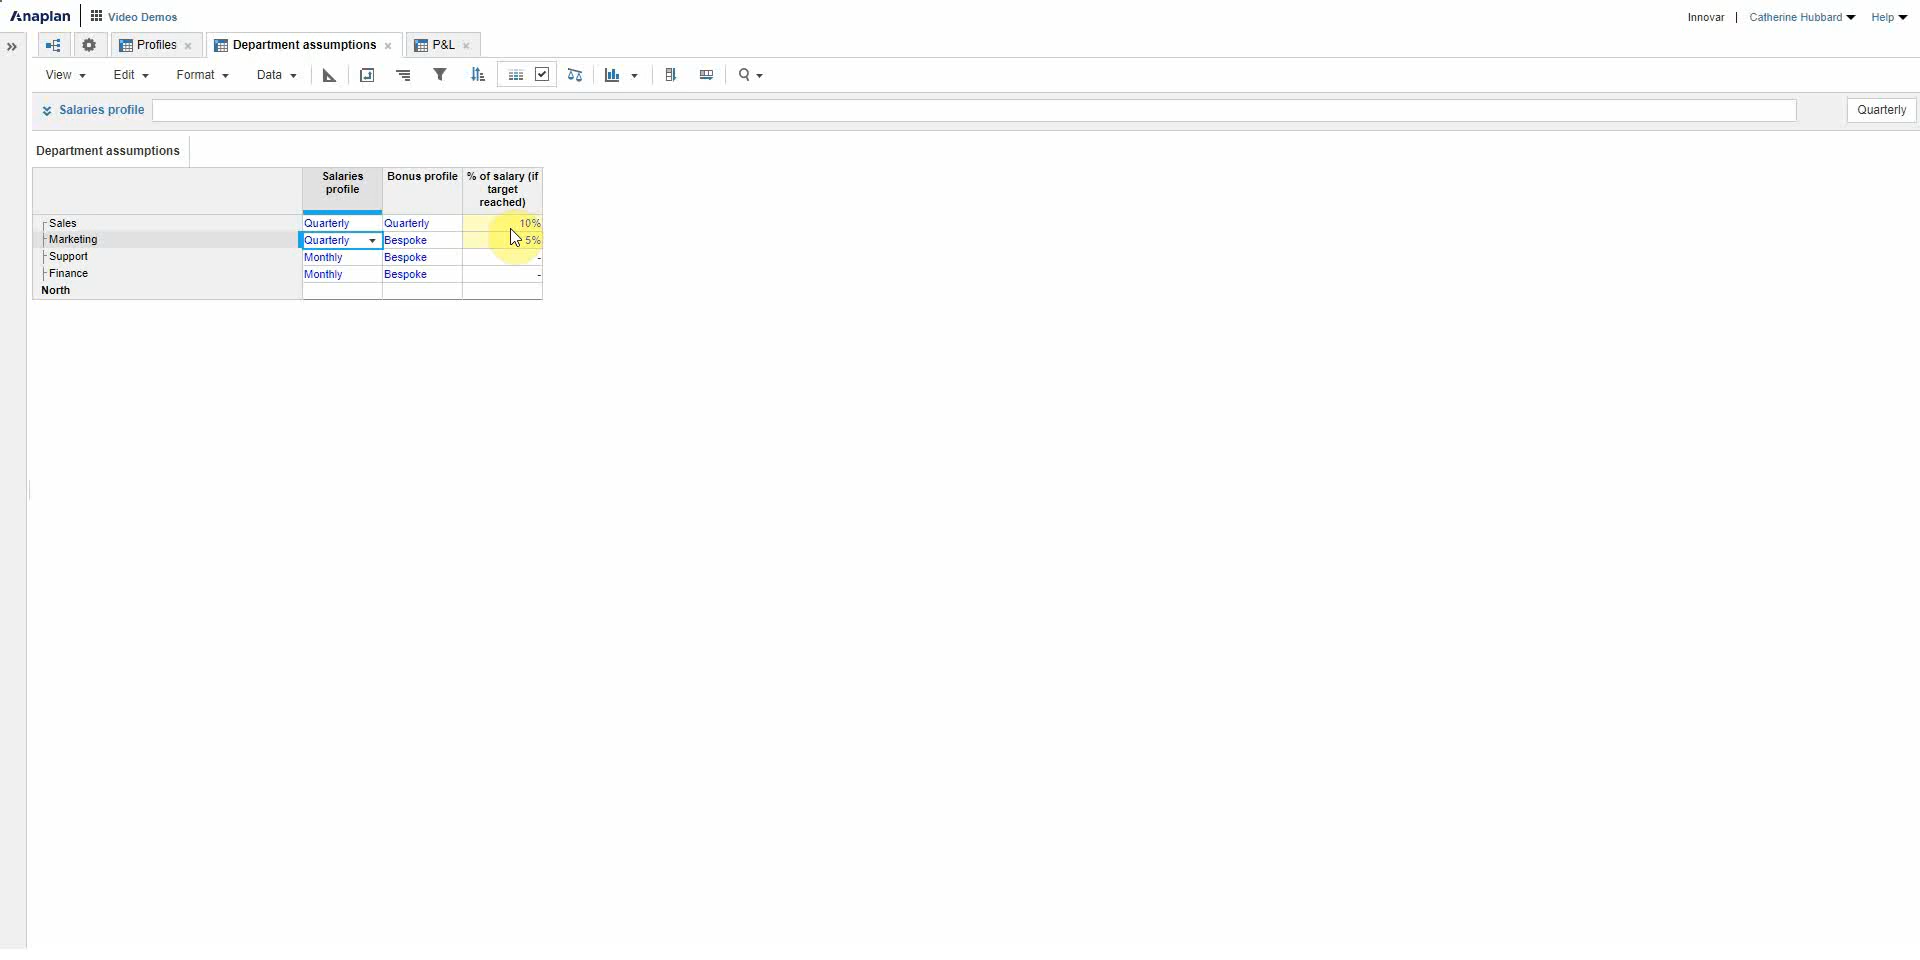 Anaplan Video Demos Innovar | Catherine Hubbard Help
Profiles Department assumptions P&L
View Edit Format Data
Salaries profile Quarterly
Department assumptions
Salaries profile Bonus profile % of salary (if target reached)
Sales Quarterly Quarterly 10%
Marketing Quarterly Bespoke 5%
Support Monthly Bespoke -
Finance Monthly Bespoke -
North